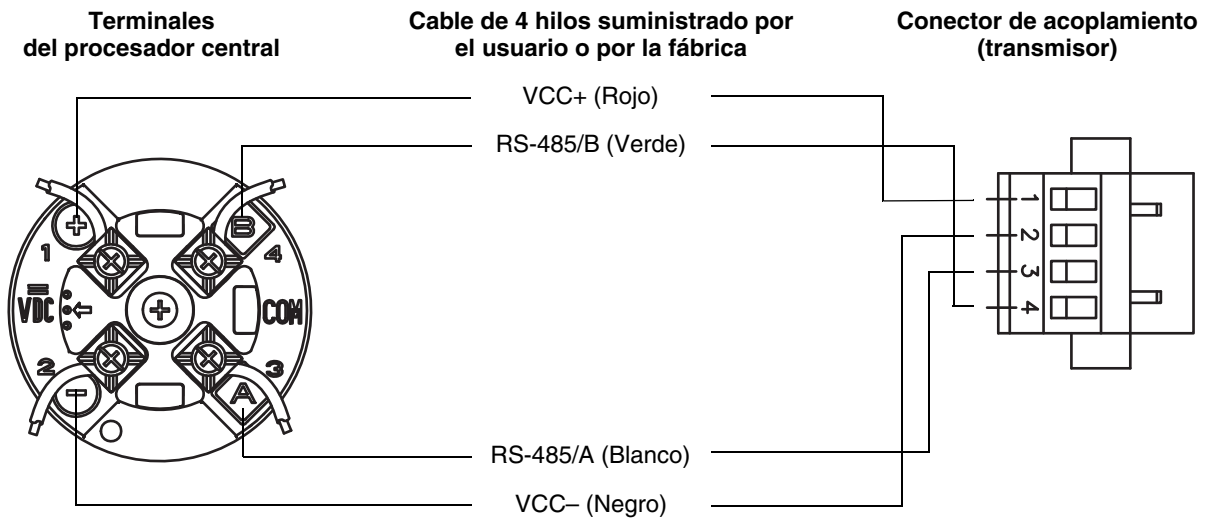 Terminales
del procesador central
Cable de 4 hilos suministrado por
el usuario o por la fábrica
Conector de acoplamiento
(transmisor)
VCC+ (Rojo)
RS-485/B (Verde)
+
B
1
4
VDC
COM
2
3
-
A
1
2
3
4
RS-485/A (Blanco)
VCC– (Negro)